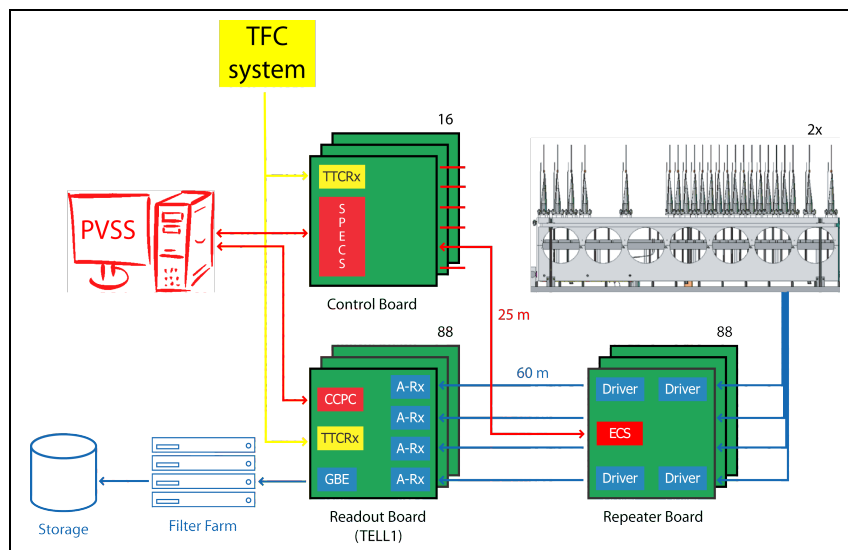 TFC
system
16
2x
TTCRx
PVSS
S
P
E
C
S
Control Board
25 m
88
88
60 m
A-Rx
Driver
Driver
CCPC
A-Rx
ECS
TTCRx
A-Rx
GBE
A-Rx
Driver
Driver
Storage
Filter Farm
Readout Board
(TELL1)
Repeater Board